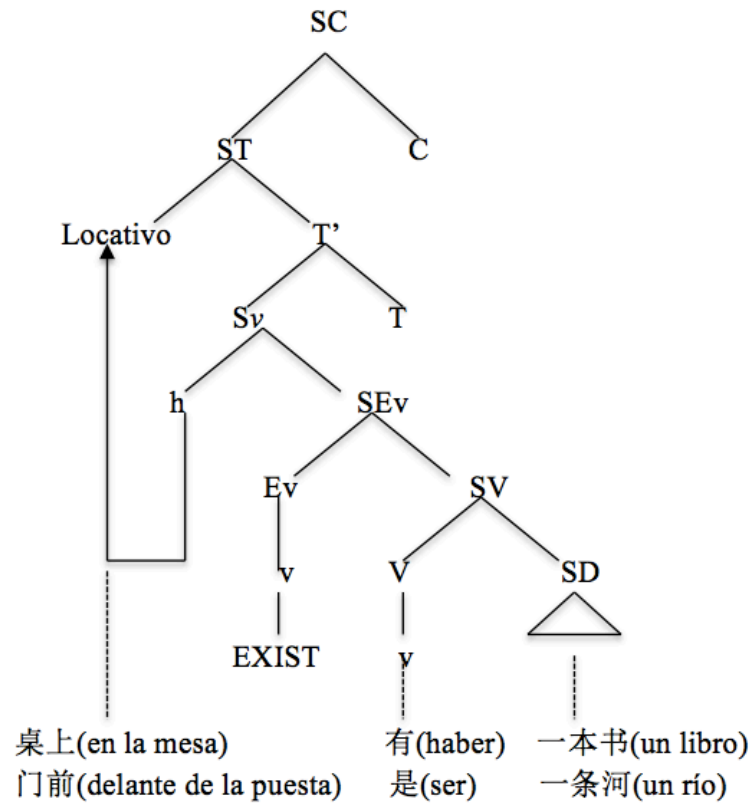 SC
ST C
Locativo T’
Sv T
h SEv
Ev SV
v V SD
EXIST v
桌上(en la mesa) 有(haber) 一本书(un libro)
门前(delante de la puesta) 是(ser) 一条河(un río)